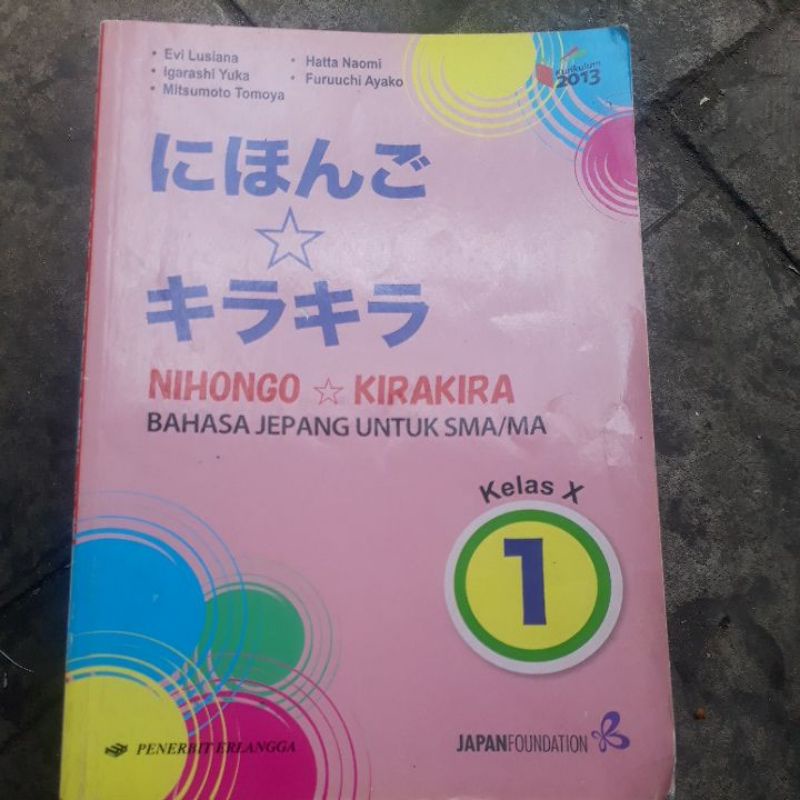 • Evi Lusiana
• Igarashi Yuka
• Mitsumoto Tomoya
• Hatta Naomi
• Furuuchi Ayako
Kurikulum
2013
にほんご
☆
キラキラ
NIHONGO ☆ KIRAKIRA
BAHASA JEPANG UNTUK SMA/MA
Kelas X
1
PENERBIT ERLANGGA
JAPANFOUNDATION